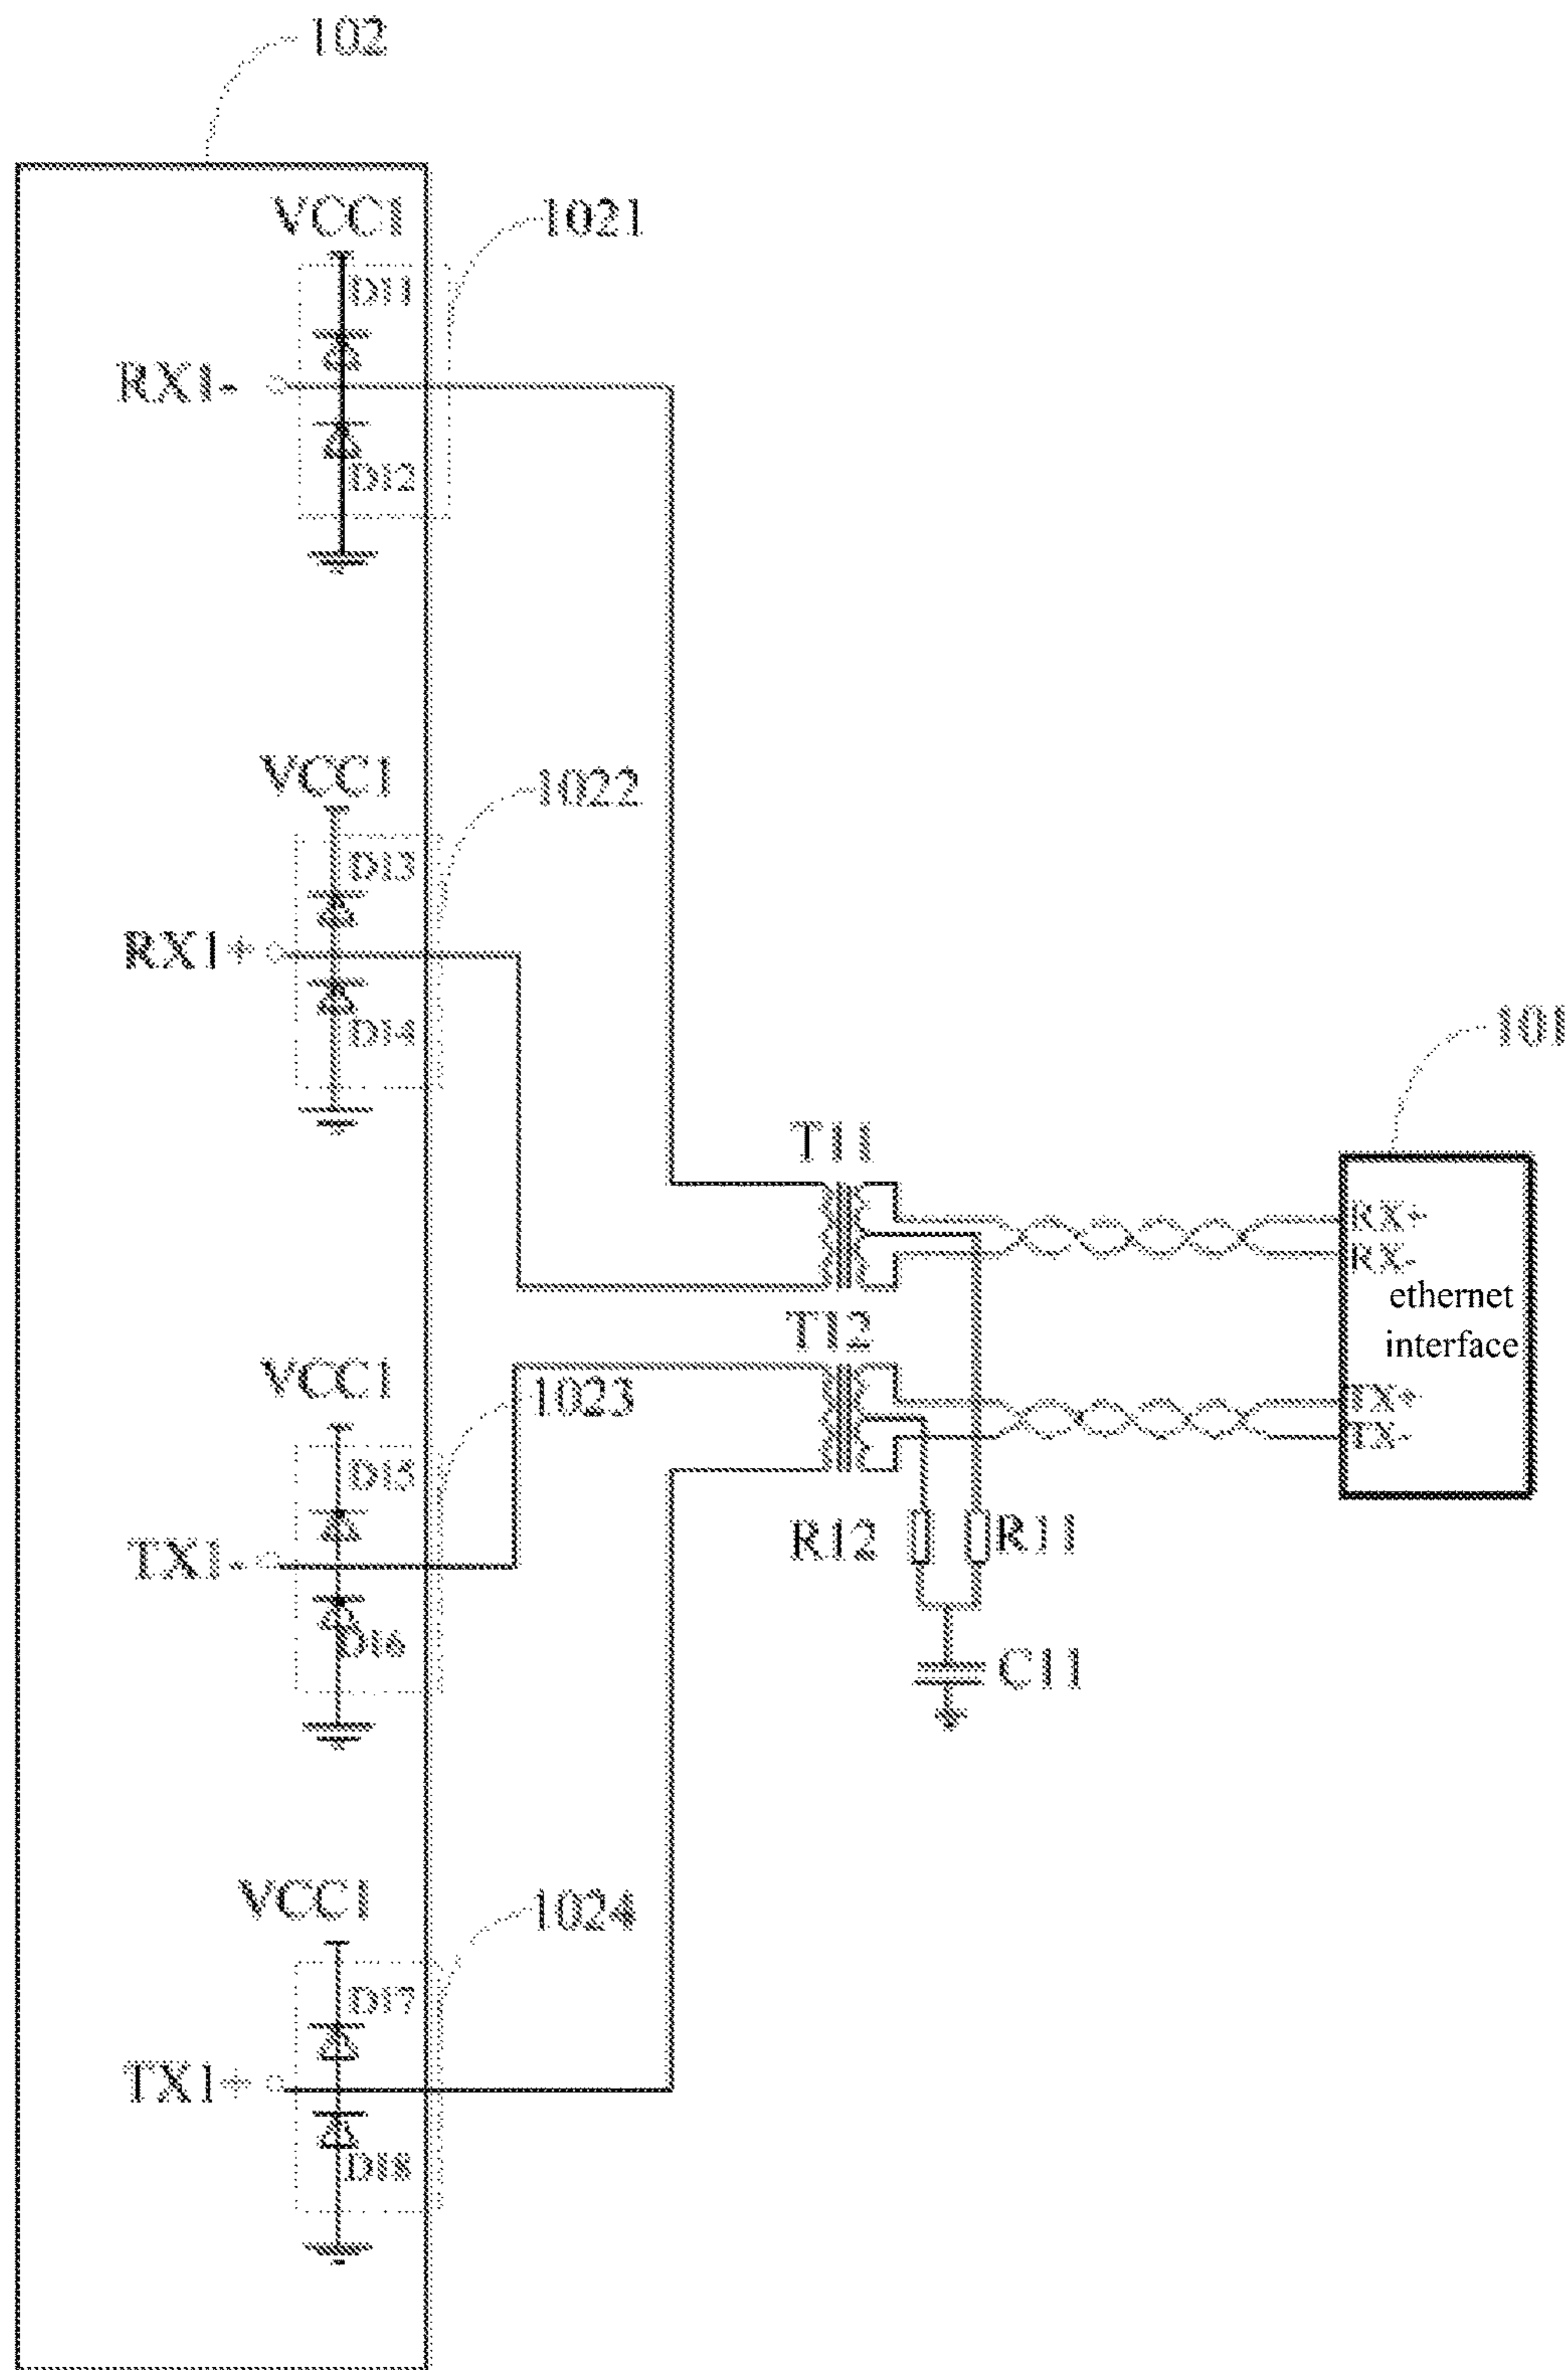 102
VCC1
1021
D11
RX1-
D12
VCC1
1022
D13
RX1+
D14
101
T11
RX+
RX-
ethernet
interface
T12
VCC1
1023
TX+
TX-
D15
R12
R11
TX1-
D16
C11
VCC1
1024
D17
TX1+
D18